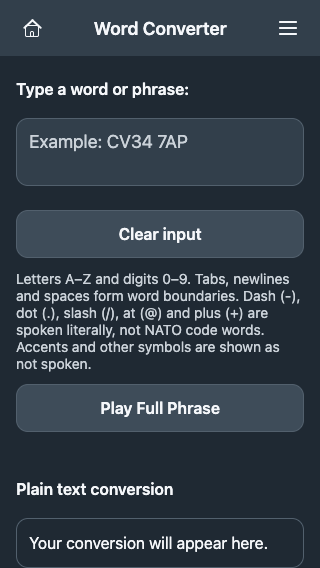 Word Converter
Type a word or phrase:
Example: CV34 7AP
Clear input
Letters A–Z and digits 0–9. Tabs, newlines
and spaces form word boundaries. Dash (-),
dot (.), slash (/), at (@) and plus (+) are
spoken literally, not NATO code words.
Accents and other symbols are shown as
not spoken.
Play Full Phrase
Plain text conversion
Your conversion will appear here.